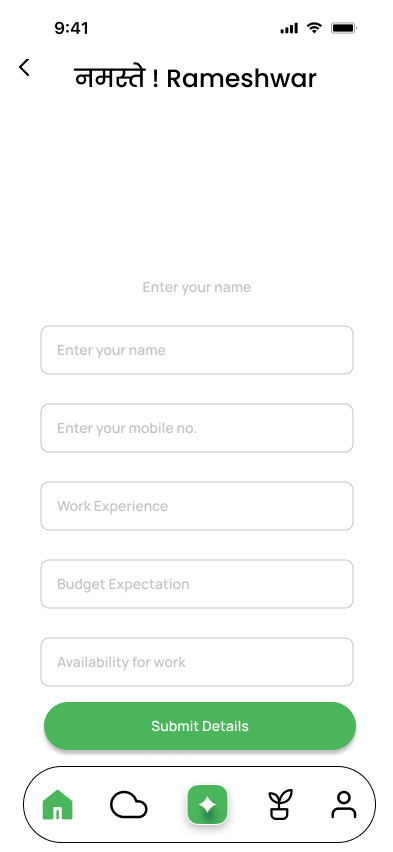 9:41
नमस्ते ! Rameshwar
Enter your name
Enter your name
Enter your mobile no.
Work Experience
Budget Expectation
Availability for work
Submit Details